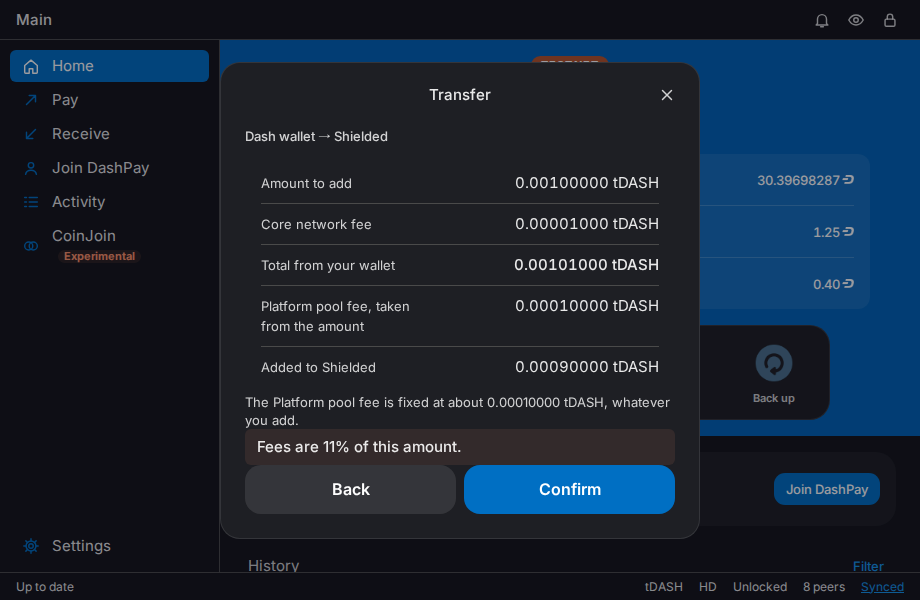 Main
Home
Pay
Receive
Join DashPay
Activity
CoinJoin
Experimental
Settings
Transfer
Dash wallet → Shielded
Amount to add 0.00100000 tDASH
Core network fee 0.00001000 tDASH
Total from your wallet 0.00101000 tDASH
Platform pool fee, taken 0.00010000 tDASH
from the amount
Added to Shielded 0.00090000 tDASH
The Platform pool fee is fixed at about 0.00010000 tDASH, whatever
you add.
Fees are 11% of this amount.
Back Confirm
30.39698287
1.25
0.40
Back up
Join DashPay
History Filter
Up to date tDASH HD Unlocked 8 peers Synced